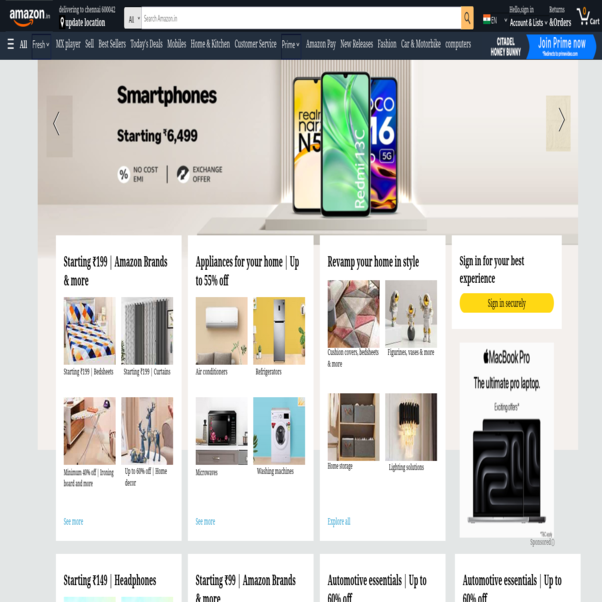 amazon.in
delivering to chennai 600042
update location
All
Search Amazon.in
EN
Hello,sign in
Account & Lists
Returns
&Orders
0
Cart
All
Fresh
MX player
Sell
Best Sellers
Today's Deals
Mobiles
Home & Kitchen
Customer Service
Prime
Amazon Pay
New Releases
Fashion
Car & Motorbike
computers
CITADEL
HONEY BUNNY
Join Prime now
Smartphones
Starting ₹6,499
NO COST
EMI
EXCHANGE
OFFER
realm
nar
N5
Redmi 13C
OCO
16
5G
Starting ₹199 | Amazon Brands
& more
Starting ₹199 | Bedsheets
Starting ₹199 | Curtains
Minimum 40% off | Ironing
board and more
Up to 60% off | Home
decor
See more
Appliances for your home | Up
to 55% off
Air conditioners
Refrigerators
Microwaves
Washing machines
See more
Revamp your home in style
Cushion covers, bedsheets
& more
Figurines, vases & more
Home storage
Lighting solutions
Explore all
Sign in for your best
experience
Sign in securely
MacBook Pro
The ultimate pro laptop.
Exciting offers*
Sponsored
Starting ₹149 | Headphones
Starting ₹99 | Amazon Brands
& more
Automotive essentials | Up to
60% off
Automotive essentials | Up to
60% off